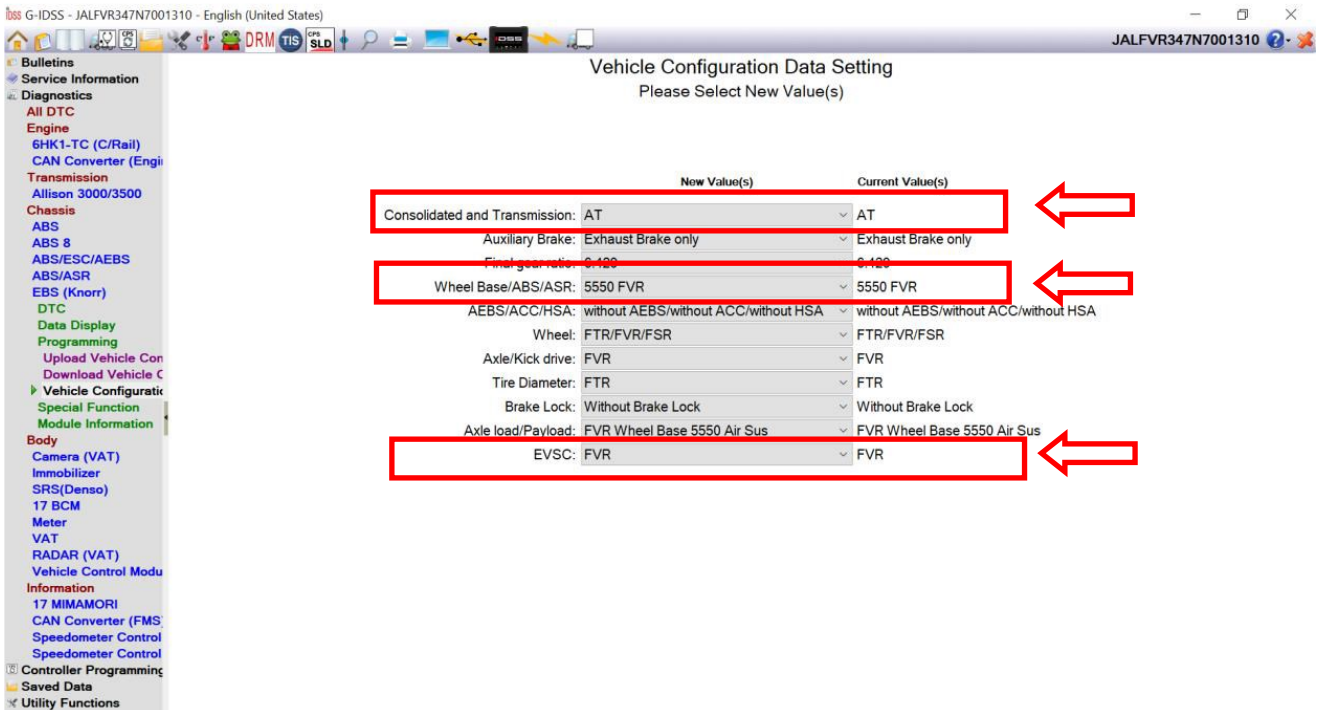 G-IDSS - JALFVR347N7001310 - English (United States)
DRM TIS CPS SLD IDSS JALFVR347N7001310
Bulletins
Service Information
Diagnostics
All DTC
Engine
6HK1-TC (C/Rail)
CAN Converter (Engi
Transmission
Allison 3000/3500
Chassis
ABS
ABS 8
ABS/ESC/AEBS
ABS/ASR
EBS (Knorr)
DTC
Data Display
Programming
Upload Vehicle Con
Download Vehicle C
Vehicle Configuratic
Special Function
Module Information
Body
Camera (VAT)
Immobilizer
SRS(Denso)
17 BCM
Meter
VAT
RADAR (VAT)
Vehicle Control Modu
Information
17 MIMAMORI
CAN Converter (FMS)
Speedometer Control
Speedometer Control
Controller Programming
Saved Data
Utility Functions
Vehicle Configuration Data Setting
Please Select New Value(s)
New Value(s) Current Value(s)
Consolidated and Transmission: AT AT
Auxiliary Brake: Exhaust Brake only Exhaust Brake only
Final gear ratio:
Wheel Base/ABS/ASR: 5550 FVR 5550 FVR
AEBS/ACC/HSA: without AEBS/without ACC/without HSA without AEBS/without ACC/without HSA
Wheel: FTR/FVR/FSR FTR/FVR/FSR
Axle/Kick drive: FVR FVR
Tire Diameter: FTR FTR
Brake Lock: Without Brake Lock Without Brake Lock
Axle load/Payload: FVR Wheel Base 5550 Air Sus FVR Wheel Base 5550 Air Sus
EVSC: FVR FVR